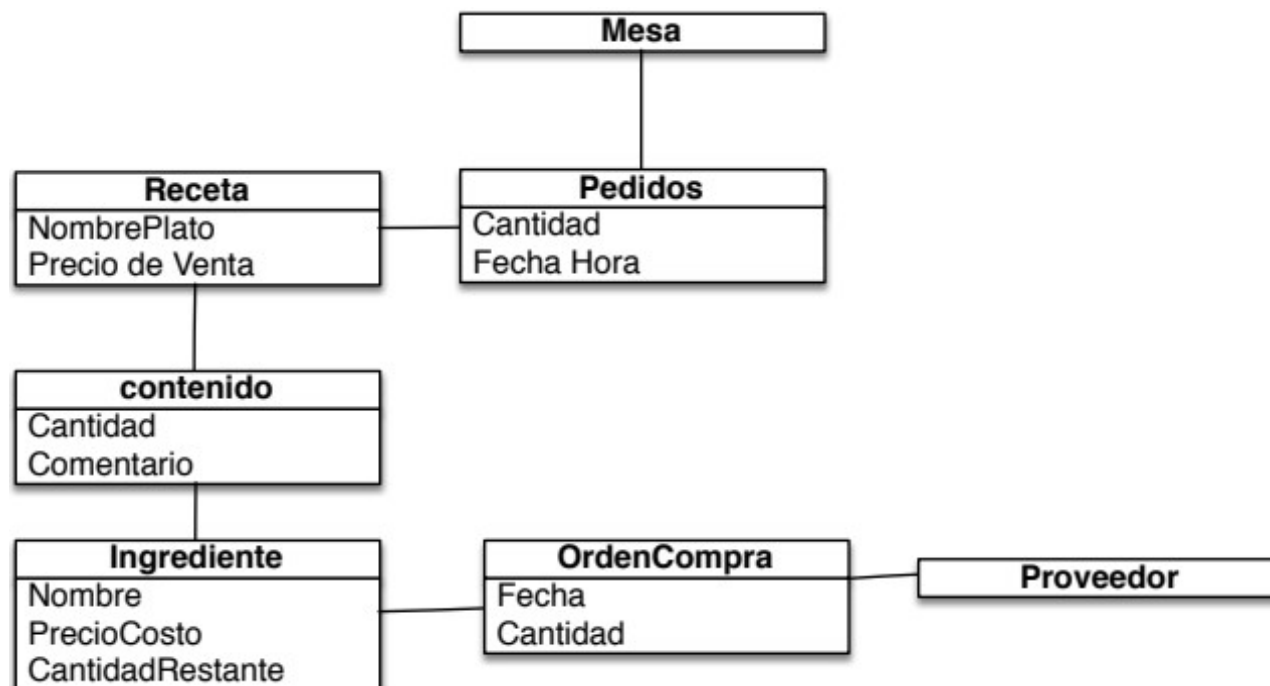 Mesa
Receta
NombrePlato
Precio de Venta
Pedidos
Cantidad
Fecha Hora
contenido
Cantidad
Comentario
Ingrediente
Nombre
PrecioCosto
CantidadRestante
OrdenCompra
Fecha
Cantidad
Proveedor